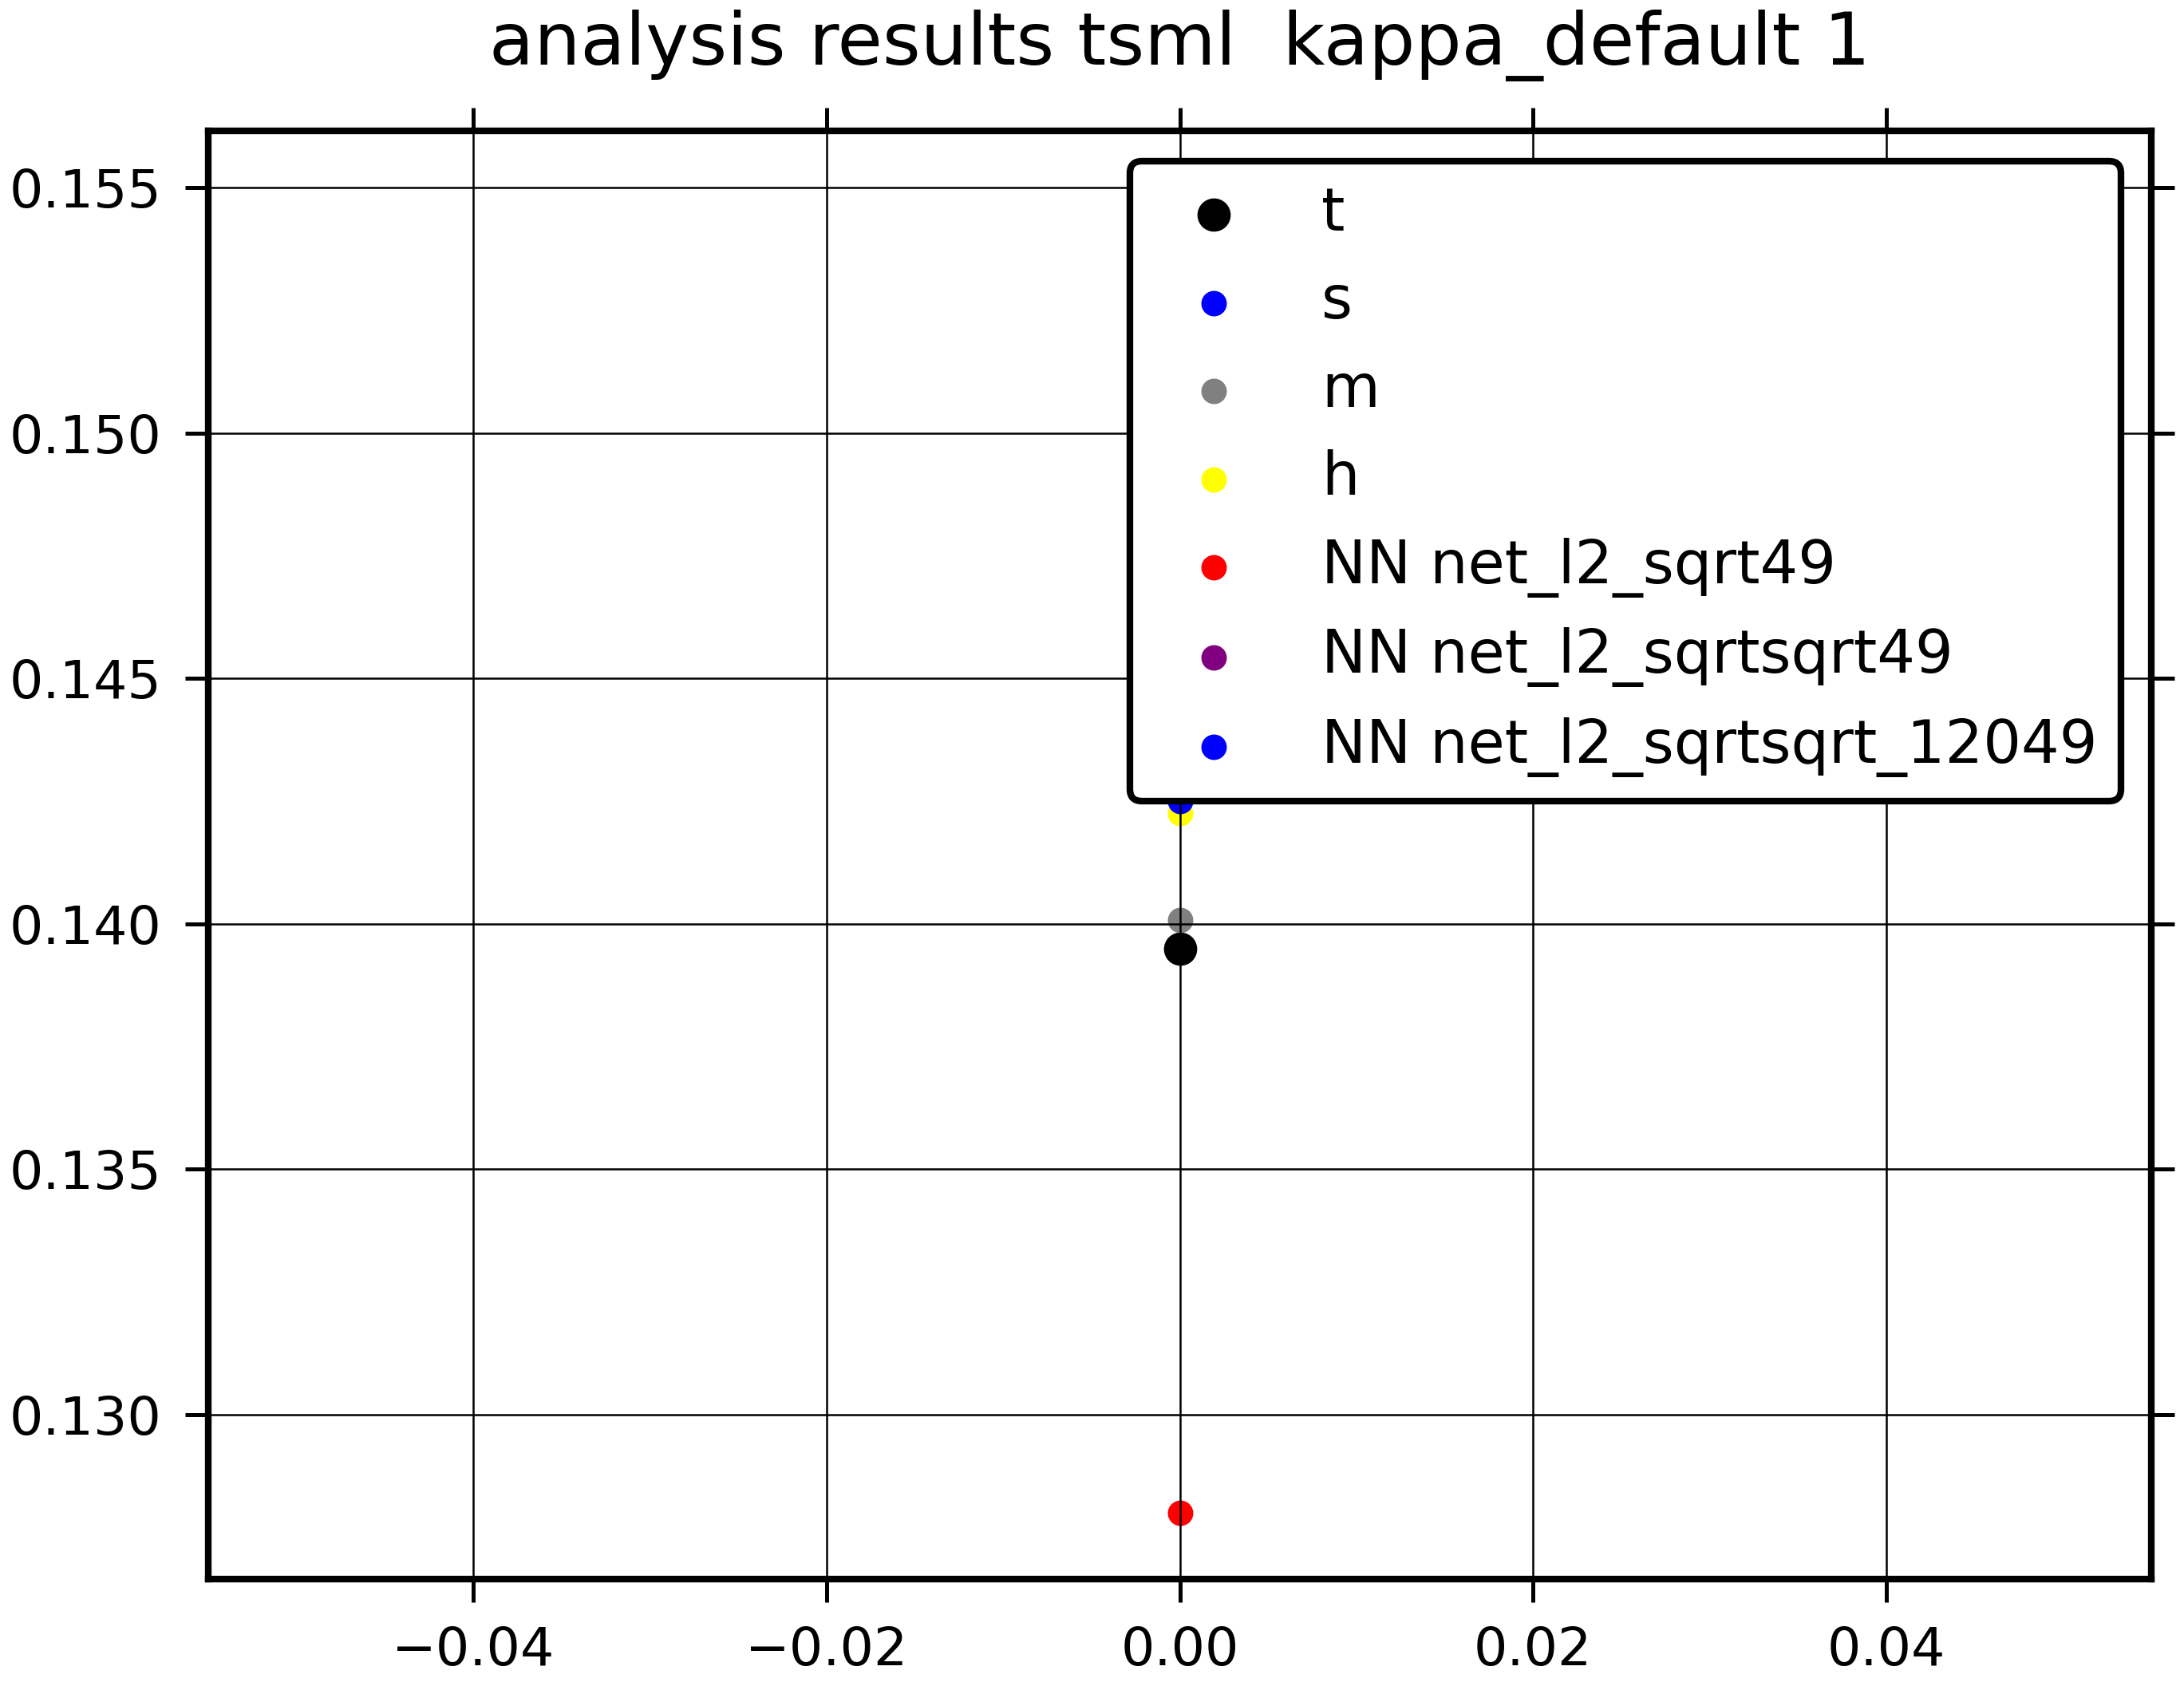 analysis results tsml  kappa_default 1
0.155
0.150
0.145
0.140
0.135
0.130
t
s
m
h
NN net_l2_sqrt49
NN net_l2_sqrtsqrt49
NN net_l2_sqrtsqrt_12049
−0.04 −0.02 0.00 0.02 0.04